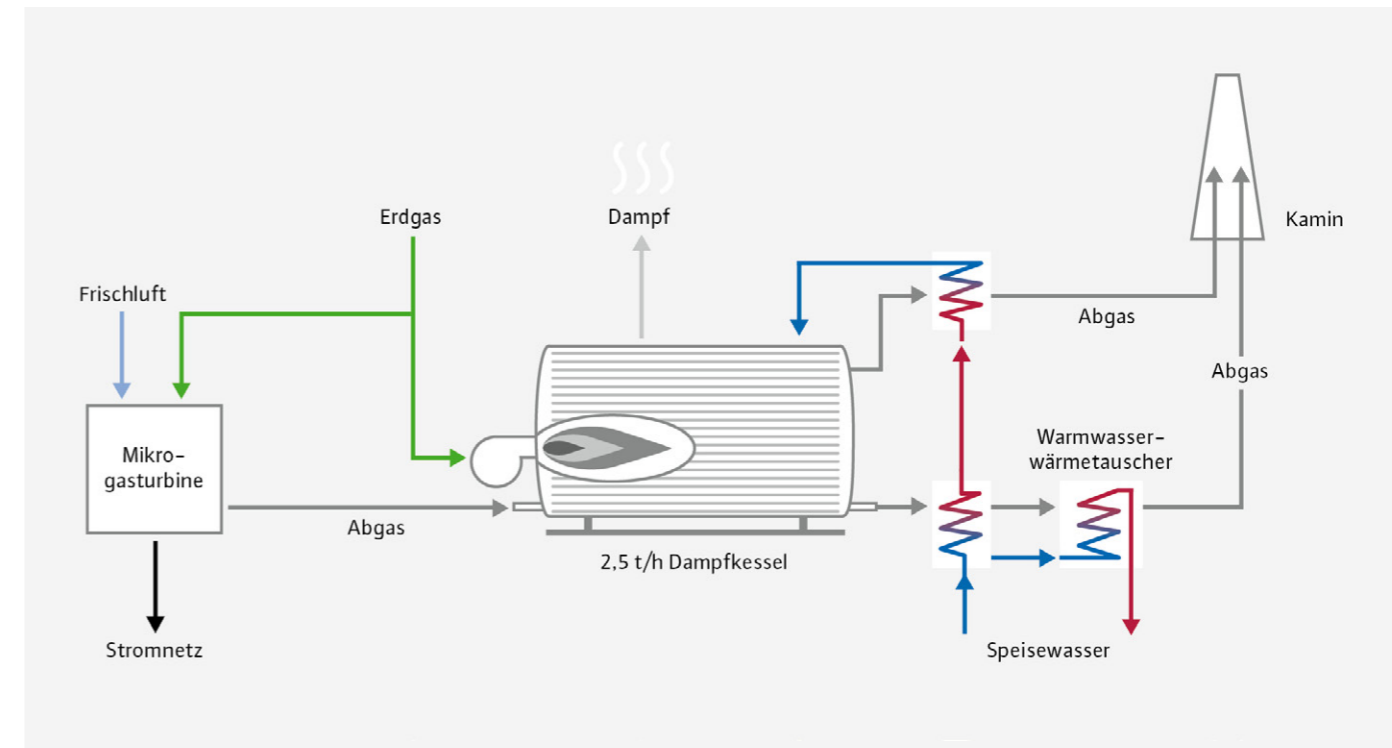 Erdgas
Dampf
Kamin
Frischluft
Abgas
Abgas
Mikro-
gasturbine
Warmwasser-
wärmetauscher
Abgas
2,5 t/h Dampfkessel
Stromnetz
Speisewasser